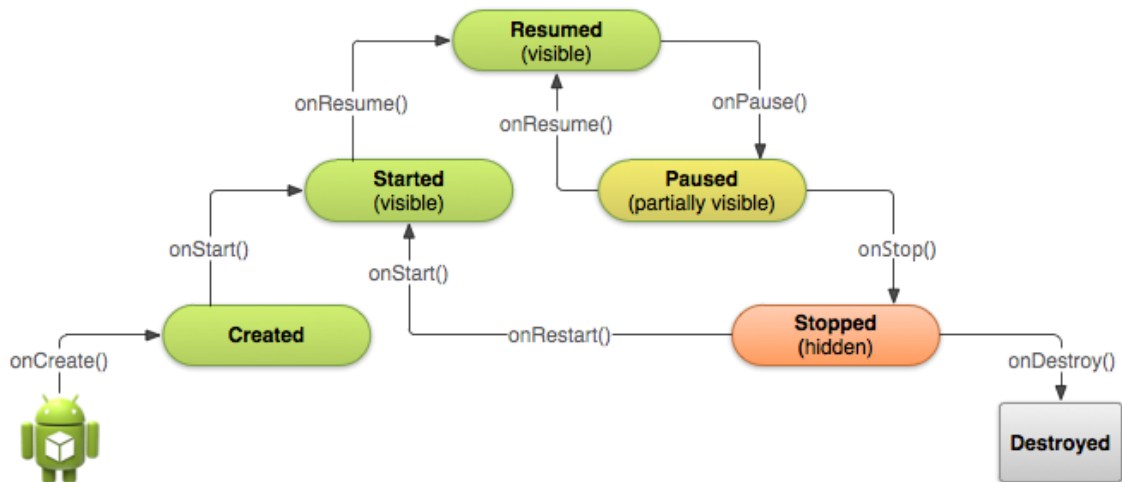 Resumed
(visible)
onResume()
onPause()
onResume()
Started
(visible)
Paused
(partially visible)
onStart()
onStop()
onStart()
Created
onRestart()
Stopped
(hidden)
onCreate()
onDestroy()
Destroyed